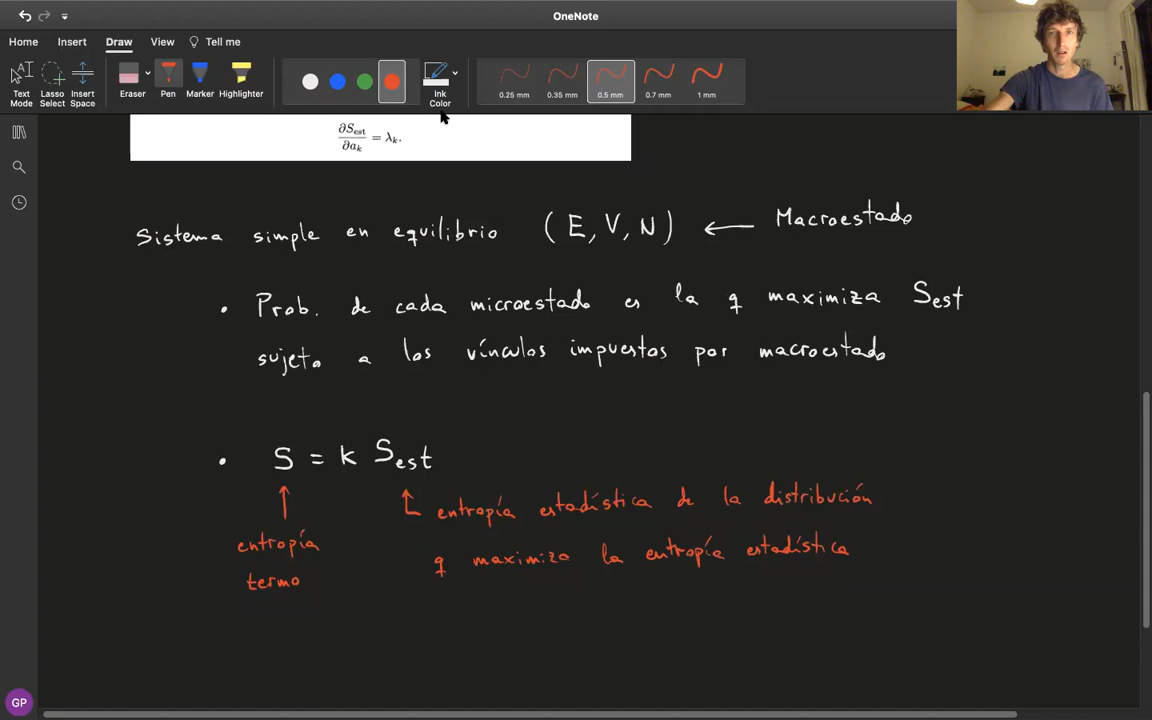 OneNote
Home Insert Draw View Tell me
Text Mode Lasso Select Insert Space Eraser Pen Marker Highlighter Ink Color 0.25 mm 0.35 mm 0.5 mm 0.7 mm 1 mm
∂S_est/∂a_k = λ_k.
Sistema simple en equilibrio (E, V, N) ← Macroestado
• Prob. de cada microestado es la q maximiza S_est
sujeto a los vínculos impuestos por macroestado
• S = k S_est
↑ entropía estadística de la distribución
entropía q maximiza la entropía estadística
termo
GP